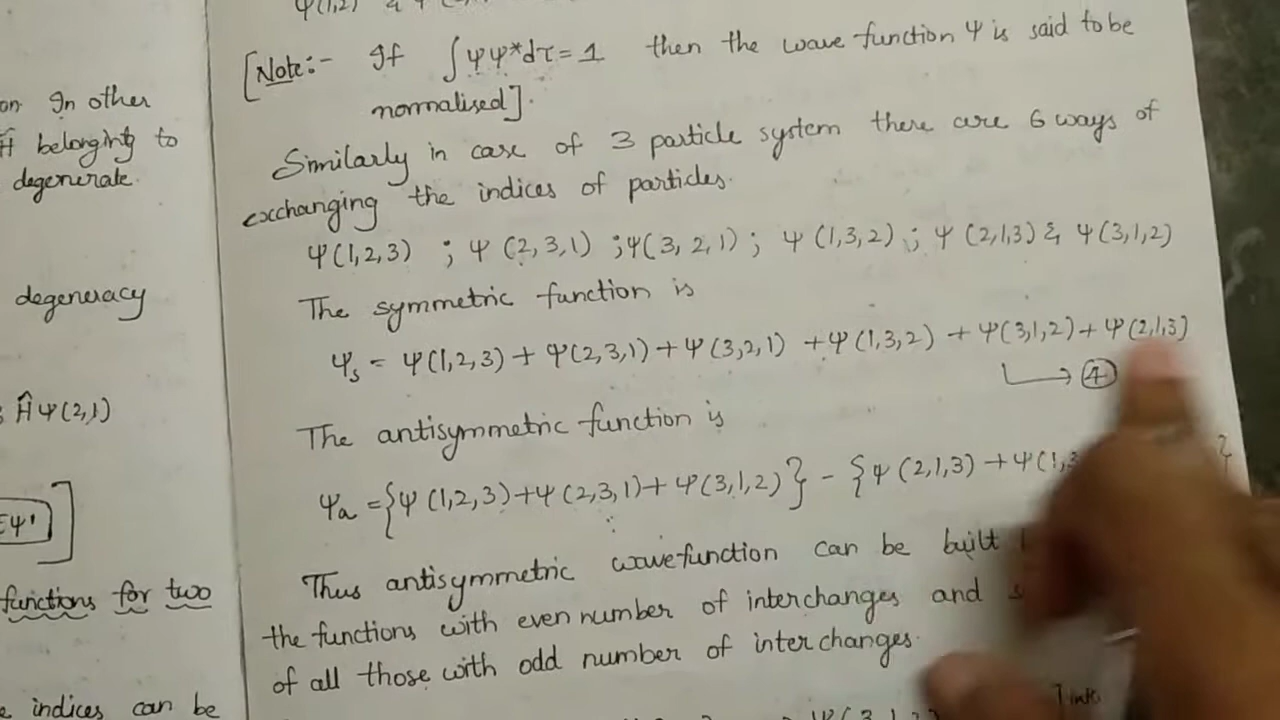 on In other
belonging to
degenerate.
degeneracy
Ĥ ψ(2,1)
functions for two
indices can be
ψ(1,2)
[Note:- If ∫ψψ*dτ = 1 then the wave function ψ is said to be
normalised].
Similarly in case of 3 particle system there are 6 ways of
exchanging the indices of particles.
ψ(1,2,3) ; ψ(2,3,1) ; ψ(3,2,1) ; ψ(1,3,2) ; ψ(2,1,3) & ψ(3,1,2)
The symmetric function is
ψs = ψ(1,2,3) + ψ(2,3,1) + ψ(3,2,1) + ψ(1,3,2) + ψ(3,1,2) + ψ(2,1,3)
↳ ④
The antisymmetric function is
ψa = {ψ(1,2,3) + ψ(2,3,1) + ψ(3,1,2)} - {ψ(2,1,3) + ψ(1,3 }
Thus antisymmetric wavefunction can be built
the functions with even number of interchanges and
of all those with odd number of interchanges.